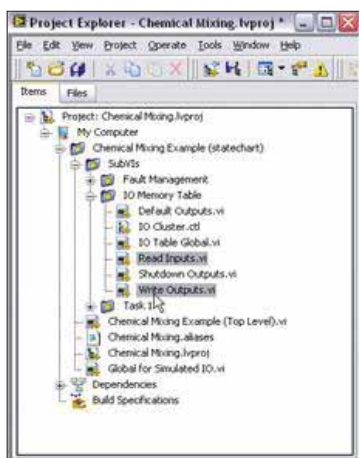 Project Explorer - Chemical Mixing.lvproj *
File Edit View Project Operate Tools Window Help
Items Files
Project: Chemical Mixing.lvproj
My Computer
Chemical Mixing Example (statechart)
SubVIs
Fault Management
IO Memory Table
Default Outputs.vi
IO Cluster.ctl
IO Table Global.vi
Read Inputs.vi
Shutdown Outputs.vi
Write Outputs.vi
Task 1
Chemical Mixing Example (Top Level).vi
Chemical Mixing.aliases
Chemical Mixing.lvproj
Global for Simulated IO.vi
Dependencies
Build Specifications